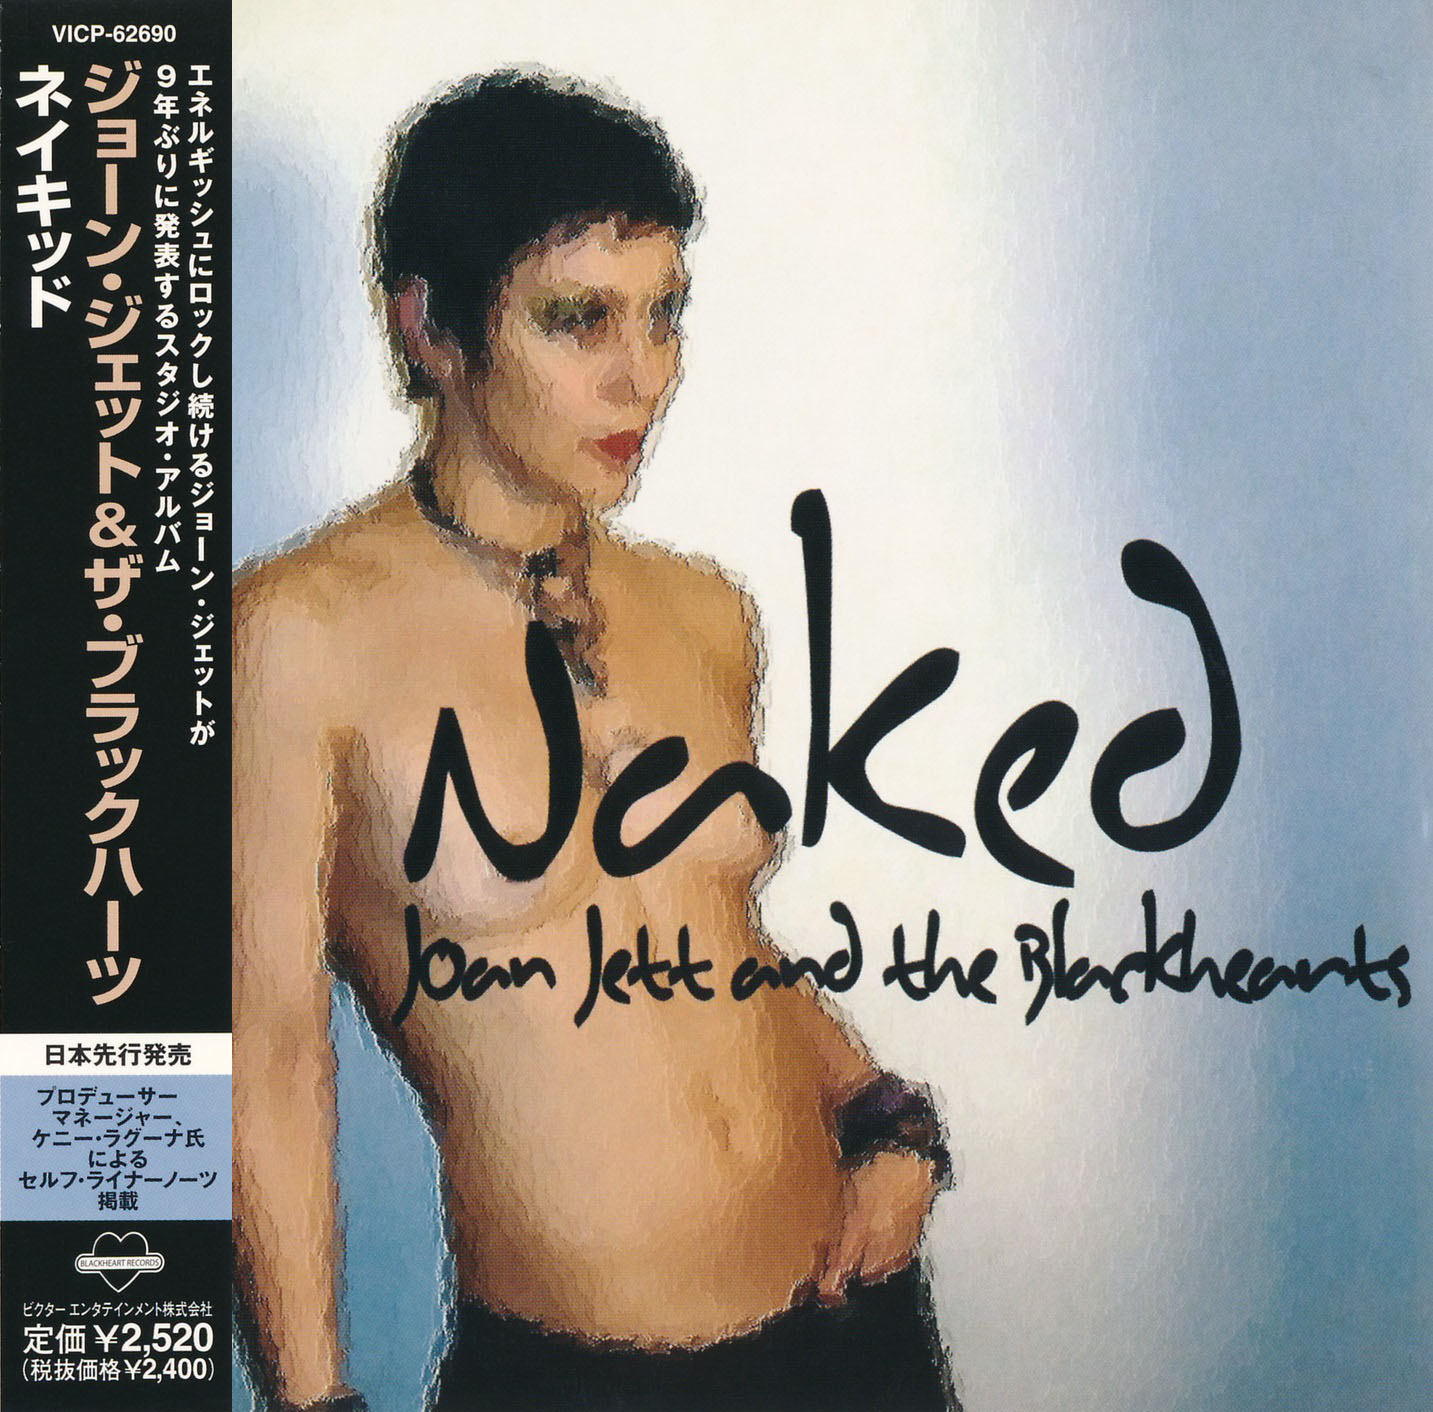 VICP-62690
エネルギッシュにロックし続けるジョーン・ジェットが
9年ぶりに発表するスタジオ・アルバム
ジョーン・ジェット&ザ・ブラックハーツ
ネイキッド
日本先行発売
プロデューサー
マネージャー、
ケニー・ラグーナ氏
による
セルフ・ライナーノーツ
掲載
BLACKHEART RECORDS
ビクター エンタテインメント株式会社
定価 ¥2,520
(税抜価格 ¥2,400)
Naked
Joan Jett and the Blackhearts